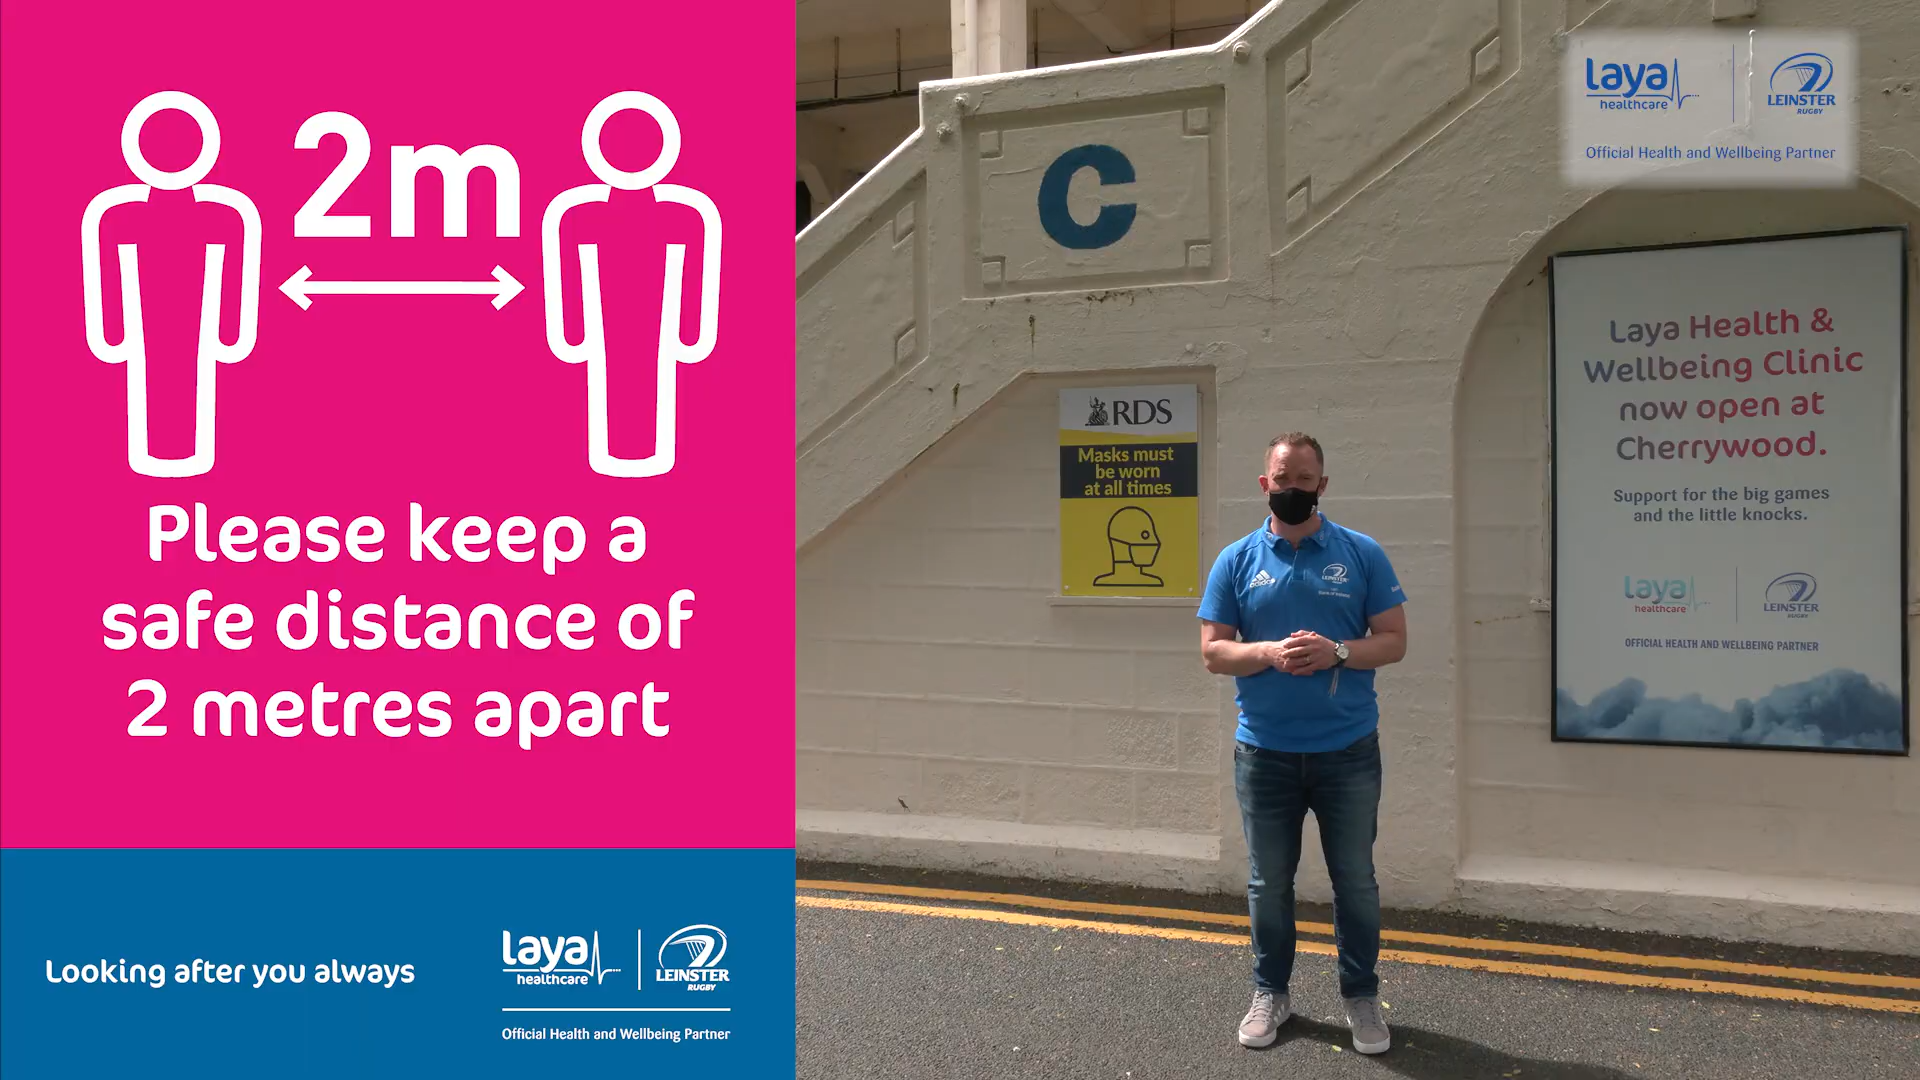 2m
Please keep a
safe distance of
2 metres apart
Looking after you always
laya
healthcare
LEINSTER
RUGBY
Official Health and Wellbeing Partner
C
RDS
Masks must
be worn
at all times
adidas
laya
healthcare
LEINSTER
RUGBY
Official Health and Wellbeing Partner
Laya Health &
Wellbeing Clinic
now open at
Cherrywood.
Support for the big games
and the little knocks.
laya
healthcare
LEINSTER
RUGBY
OFFICIAL HEALTH AND WELLBEING PARTNER